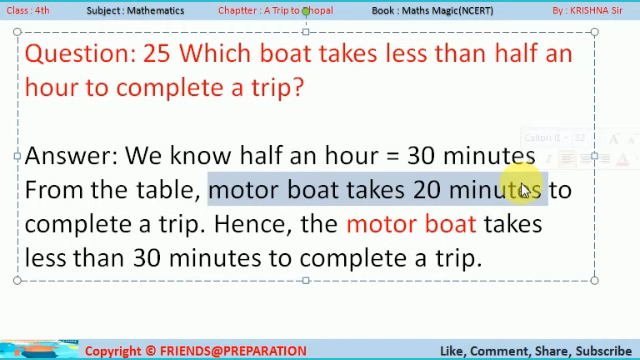 Class : 4th Subject : Mathematics Chaptter : A Trip to Bhopal Book : Maths Magic(NCERT) By : KRISHNA Sir
Question: 25 Which boat takes less than half an
hour to complete a trip?
Answer: We know half an hour = 30 minutes
From the table, motor boat takes 20 minutes to
complete a trip. Hence, the motor boat takes
less than 30 minutes to complete a trip.
Copyright © FRIENDS@PREPARATION Like, Comment, Share, Subscribe